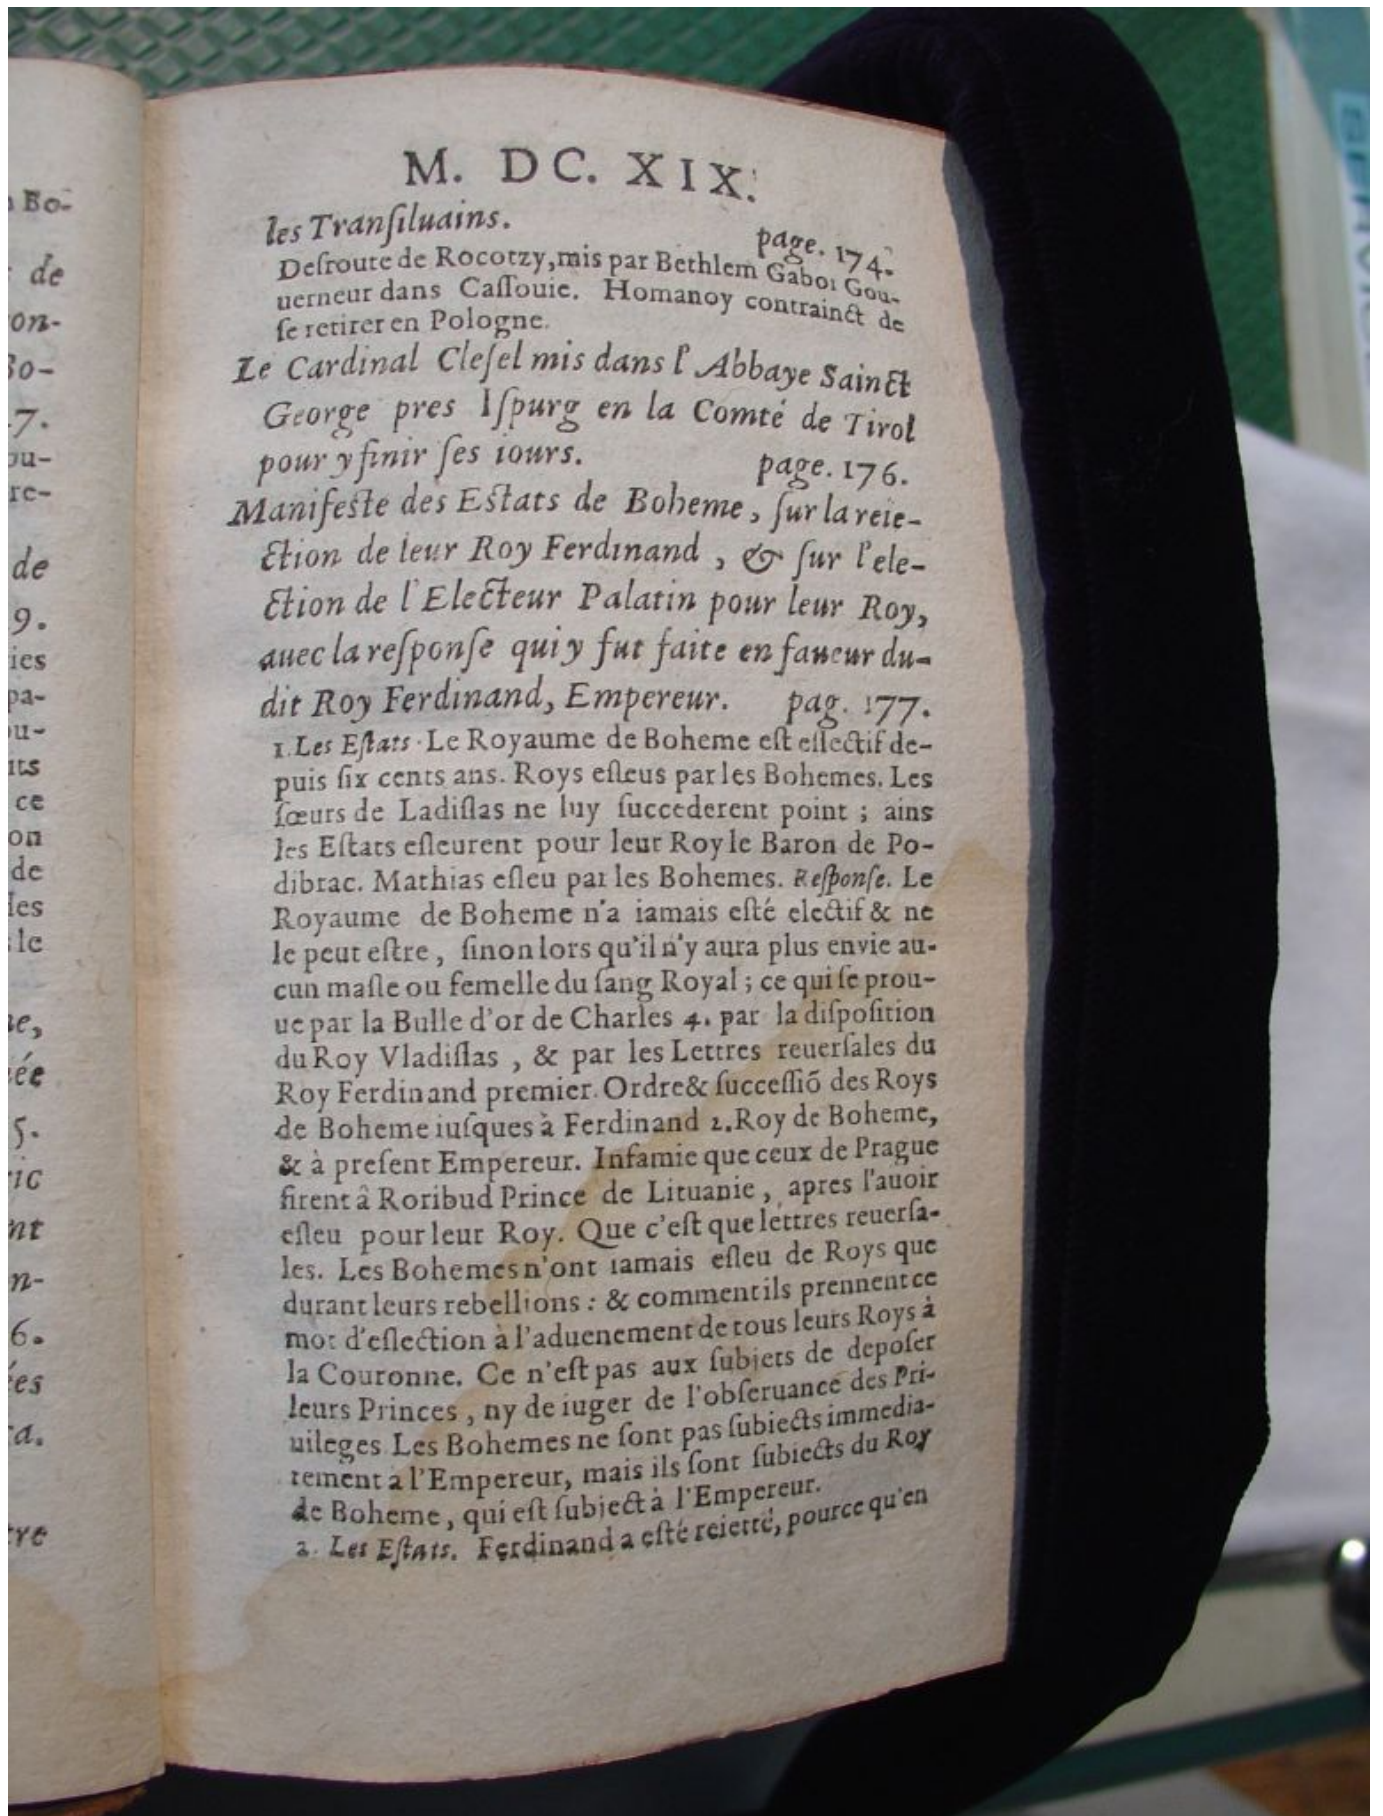 M. DC. XIX.
les Tranſiluains. page. 174.
Deſroute de Rocotzy, mis par Bethlem Gabor Gou-
uerneur dans Caſſouie. Homanoy contrainct de
ſe retirer en Pologne.
Le Cardinal Cleſel mis dans l'Abbaye Sainct
George pres Iſpurg en la Comté de Tirol
pour y finir ſes iours. page. 176.
Manifeste des Estats de Boheme, ſur la reie-
ction de leur Roy Ferdinand, & ſur l'ele-
ction de l'Electeur Palatin pour leur Roy,
auec la reſponſe qui y fut faite en faueur du-
dit Roy Ferdinand, Empereur. pag. 177.
1. Les Eſtats. Le Royaume de Boheme eſt eſlectif de-
puis ſix cents ans. Roys eſleus par les Bohemes. Les
ſœurs de Ladiſlas ne luy ſuccederent point ; ains
les Eſtats eſleurent pour leur Roy le Baron de Po-
dibrac. Mathias eſleu par les Bohemes. Reſponſe. Le
Royaume de Boheme n'a iamais eſté electif & ne
le peut eſtre, ſinon lors qu'il n'y aura plus envie au-
cun maſle ou femelle du ſang Royal ; ce qui ſe prou-
ue par la Bulle d'or de Charles 4. par la diſpoſition
du Roy Vladiſlas, & par les Lettres reuerſales du
Roy Ferdinand premier. Ordre & ſucceſſiõ des Roys
de Boheme iuſques à Ferdinand 2. Roy de Boheme,
& à preſent Empereur. Infamie que ceux de Prague
firent â Roribud Prince de Lituanie, apres l'auoir
eſleu pour leur Roy. Que c'eſt que lettres reuerſa-
les. Les Bohemes n'ont iamais eſleu de Roys que
durant leurs rebellions : & comment ils prennent ce
mot d'eſlection à l'aduenement de tous leurs Roys à
la Couronne. Ce n'eſt pas aux ſubjets de depoſer
leurs Princes, ny de iuger de l'obſeruance des Pri-
uileges. Les Bohemes ne ſont pas ſubiects immedia-
tement à l'Empereur, mais ils ſont ſubiects du Roy
de Boheme, qui eſt ſubiect à l'Empereur.
2. Les Eſtats. Ferdinand a eſté reietté, pource qu'en